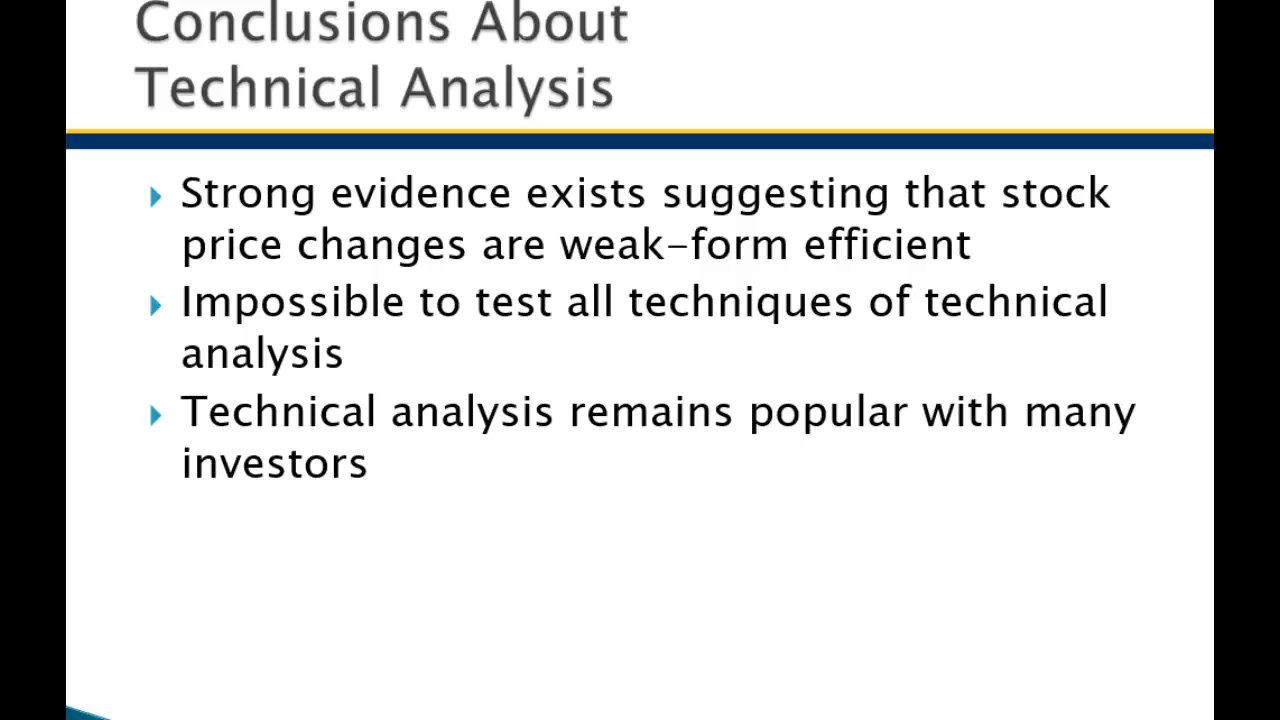 Conclusions About
Technical Analysis
Strong evidence exists suggesting that stock
price changes are weak-form efficient
Impossible to test all techniques of technical
analysis
Technical analysis remains popular with many
investors